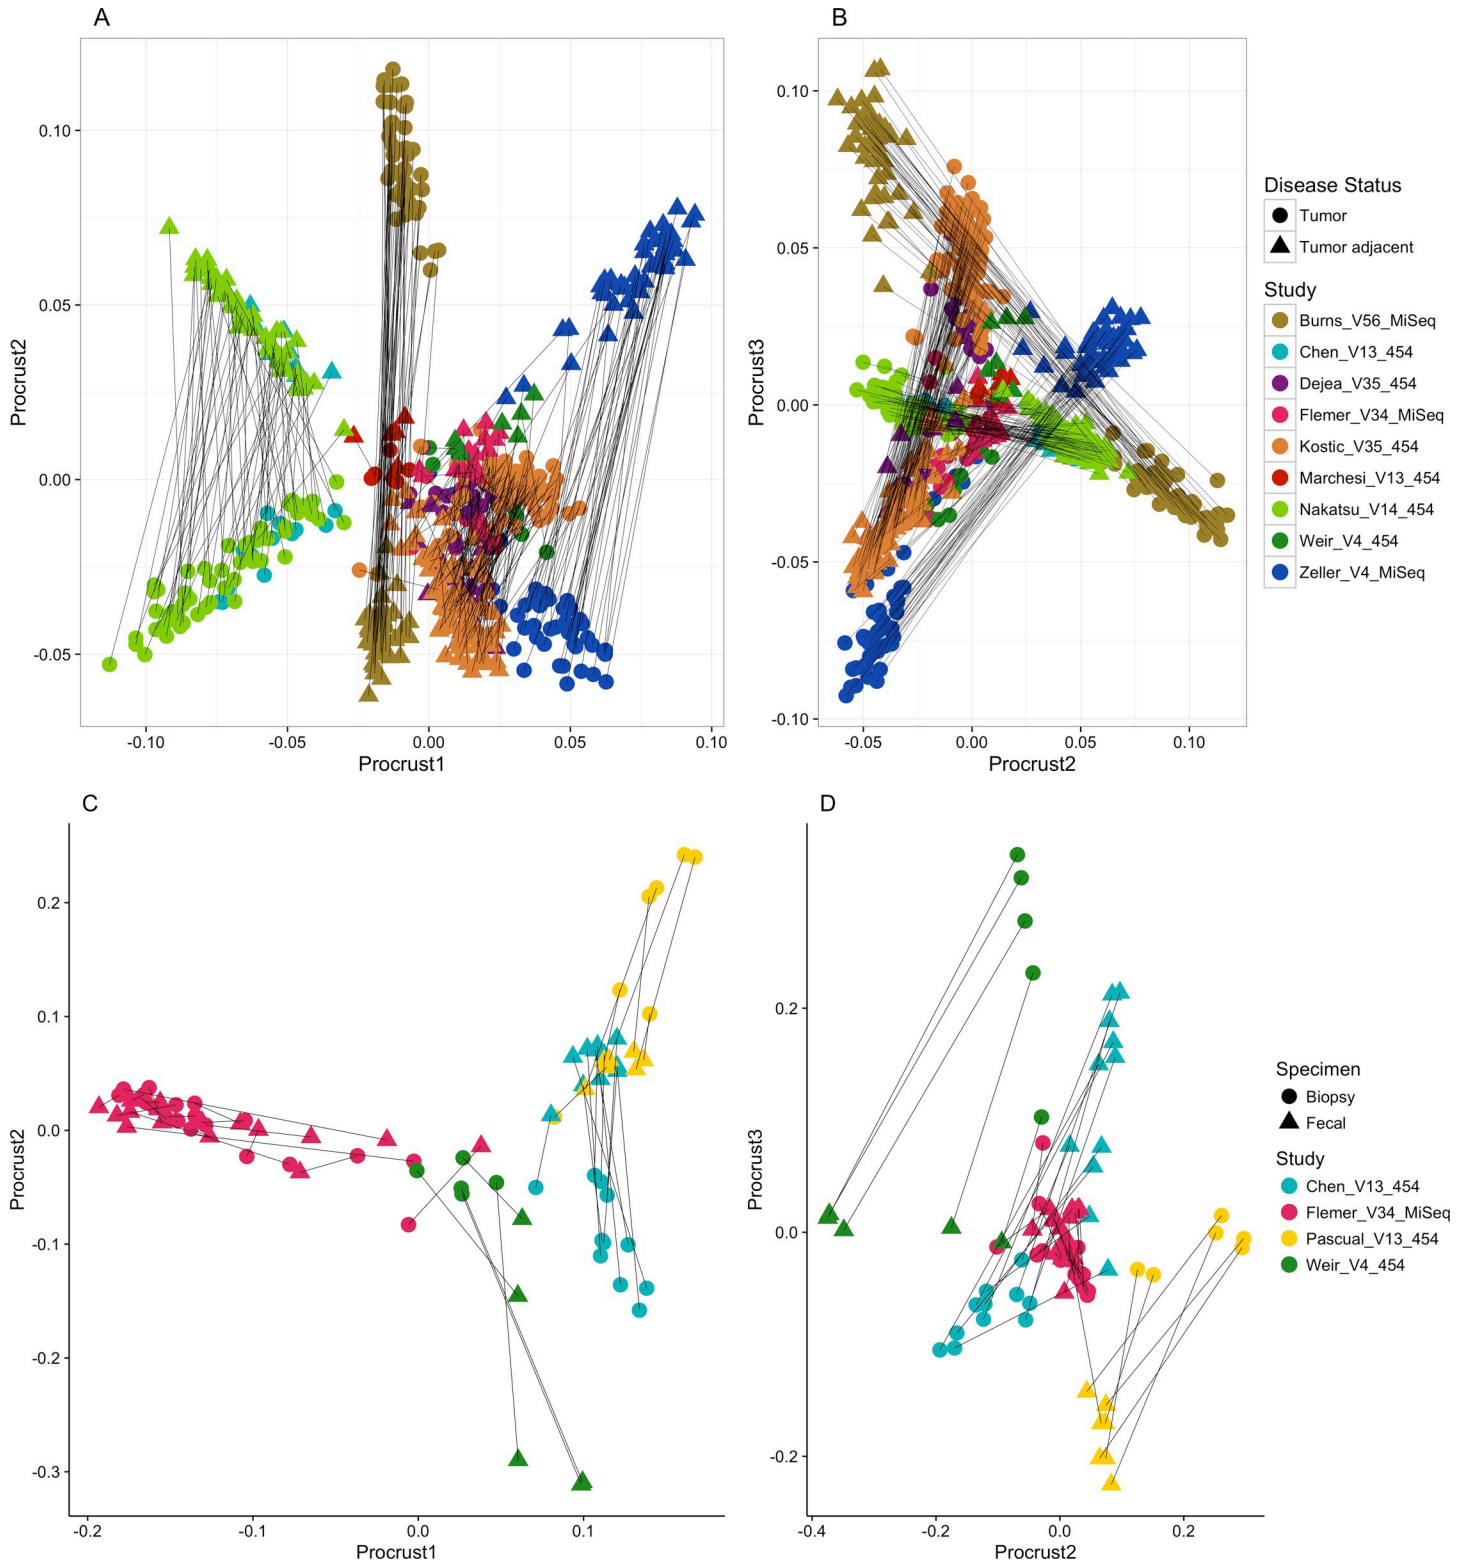 A
B
Procrust2
0.10
0.05
0.00
-0.05
-0.10
-0.05
0.00
0.05
0.10
Procrust1
Procrust3
0.10
0.05
0.00
-0.05
-0.10
-0.05
0.00
0.05
0.10
Procrust2
Disease Status
Tumor
Tumor adjacent
Study
Burns_V56_MiSeq
Chen_V13_454
Dejea_V35_454
Flemer_V34_MiSeq
Kostic_V35_454
Marchesi_V13_454
Nakatsu_V14_454
Weir_V4_454
Zeller_V4_MiSeq
C
D
Procrust2
0.2
0.1
0.0
-0.1
-0.2
-0.3
-0.2
-0.1
0.0
0.1
Procrust1
Procrust3
0.2
0.0
-0.2
-0.4
-0.2
0.0
0.2
Procrust2
Specimen
Biopsy
Fecal
Study
Chen_V13_454
Flemer_V34_MiSeq
Pascual_V13_454
Weir_V4_454